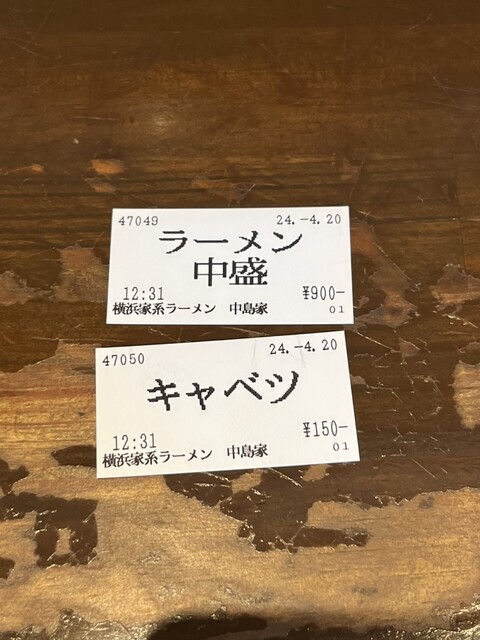 47049 24.-4.20
ラーメン
中盛
12:31 ¥900-
横浜家系ラーメン 中島家 01
47050 24.-4.20
キャベツ
12:31 ¥150-
横浜家系ラーメン 中島家 01